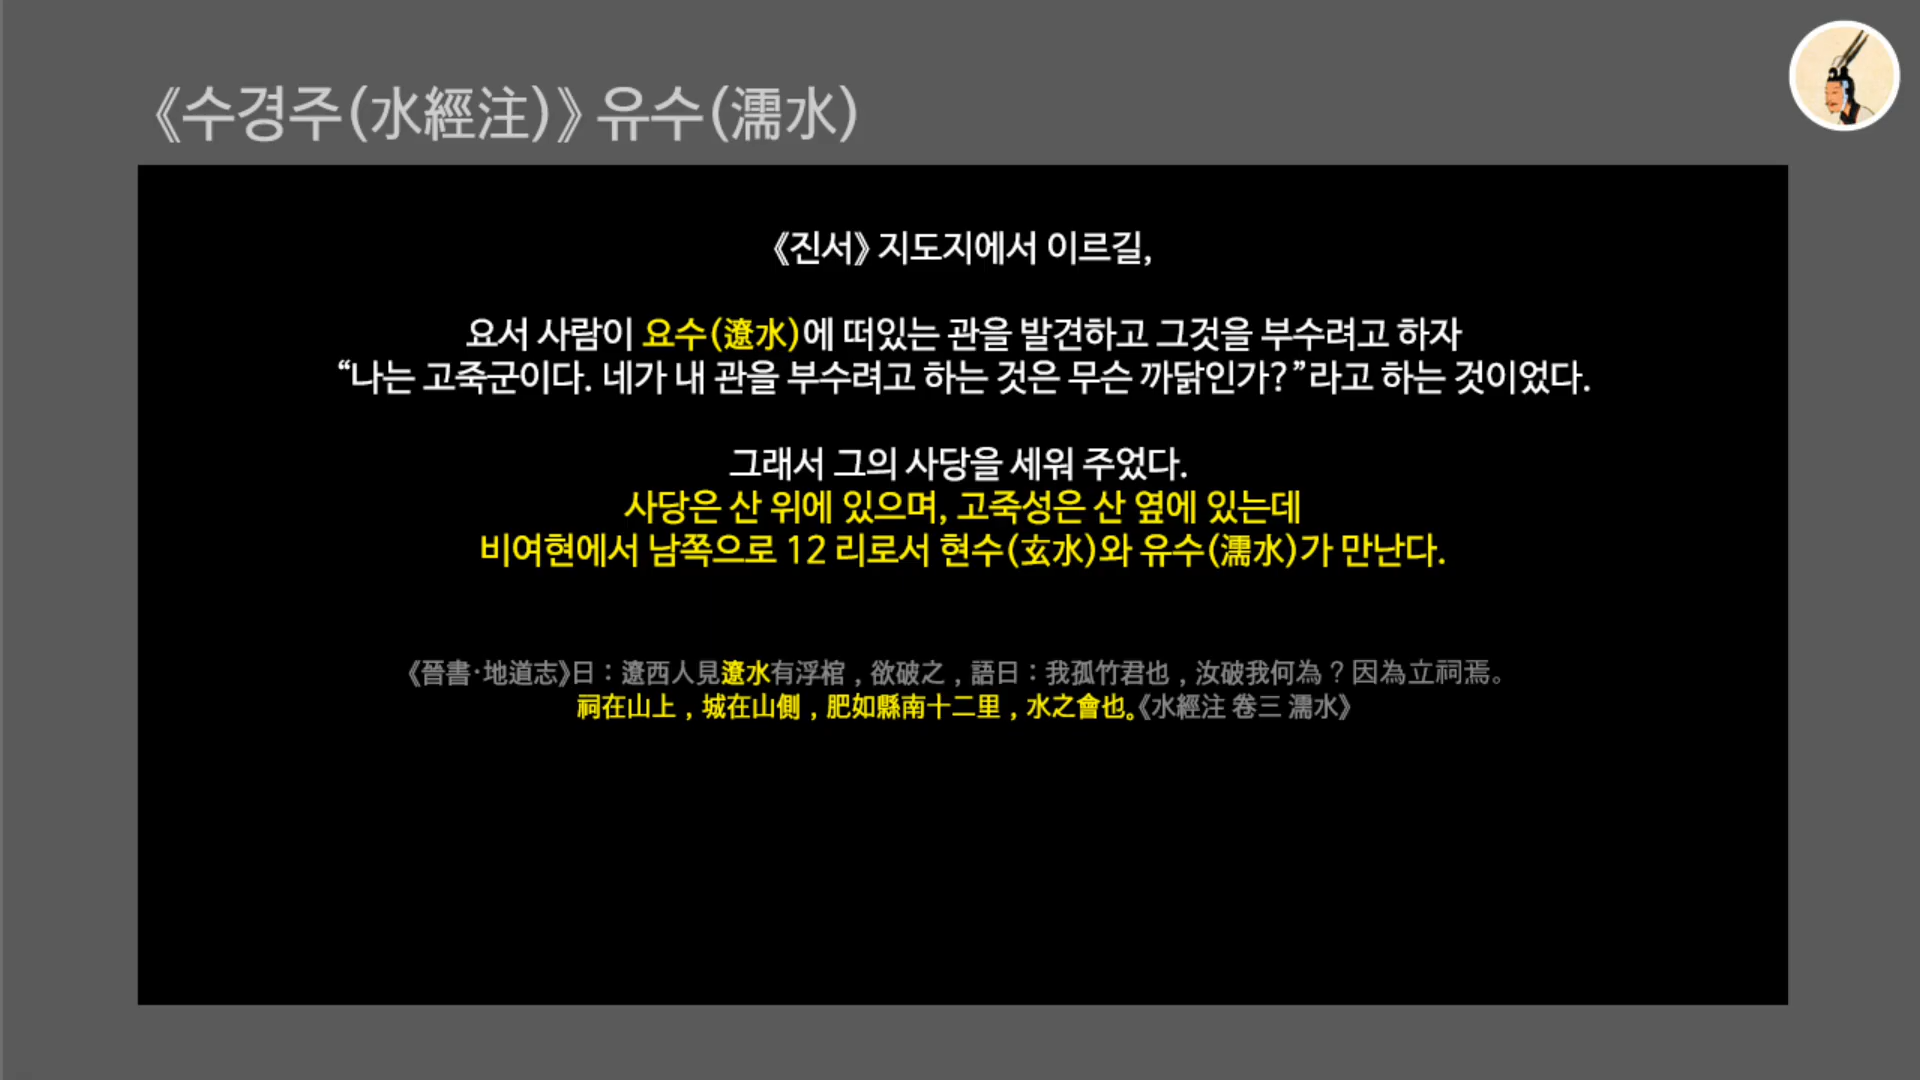 《수경주(水經注)》 유수(濡水)
《진서》 지도지에서 이르길,
요서 사람이 요수(遼水)에 떠있는 관을 발견하고 그것을 부수려고 하자
“나는 고죽군이다. 네가 내 관을 부수려고 하는 것은 무슨 까닭인가?”라고 하는 것이었다.
그래서 그의 사당을 세워 주었다.
사당은 산 위에 있으며, 고죽성은 산 옆에 있는데
비여현에서 남쪽으로 12 리로서 현수(玄水)와 유수(濡水)가 만난다.
《晉書·地道志》日：遼西人見遼水有浮棺，欲破之，語日：我孤竹君也，汝破我何為？因為立祠焉。
祠在山上，城在山側，肥如縣南十二里，水之會也。《水經注 卷三 濡水》